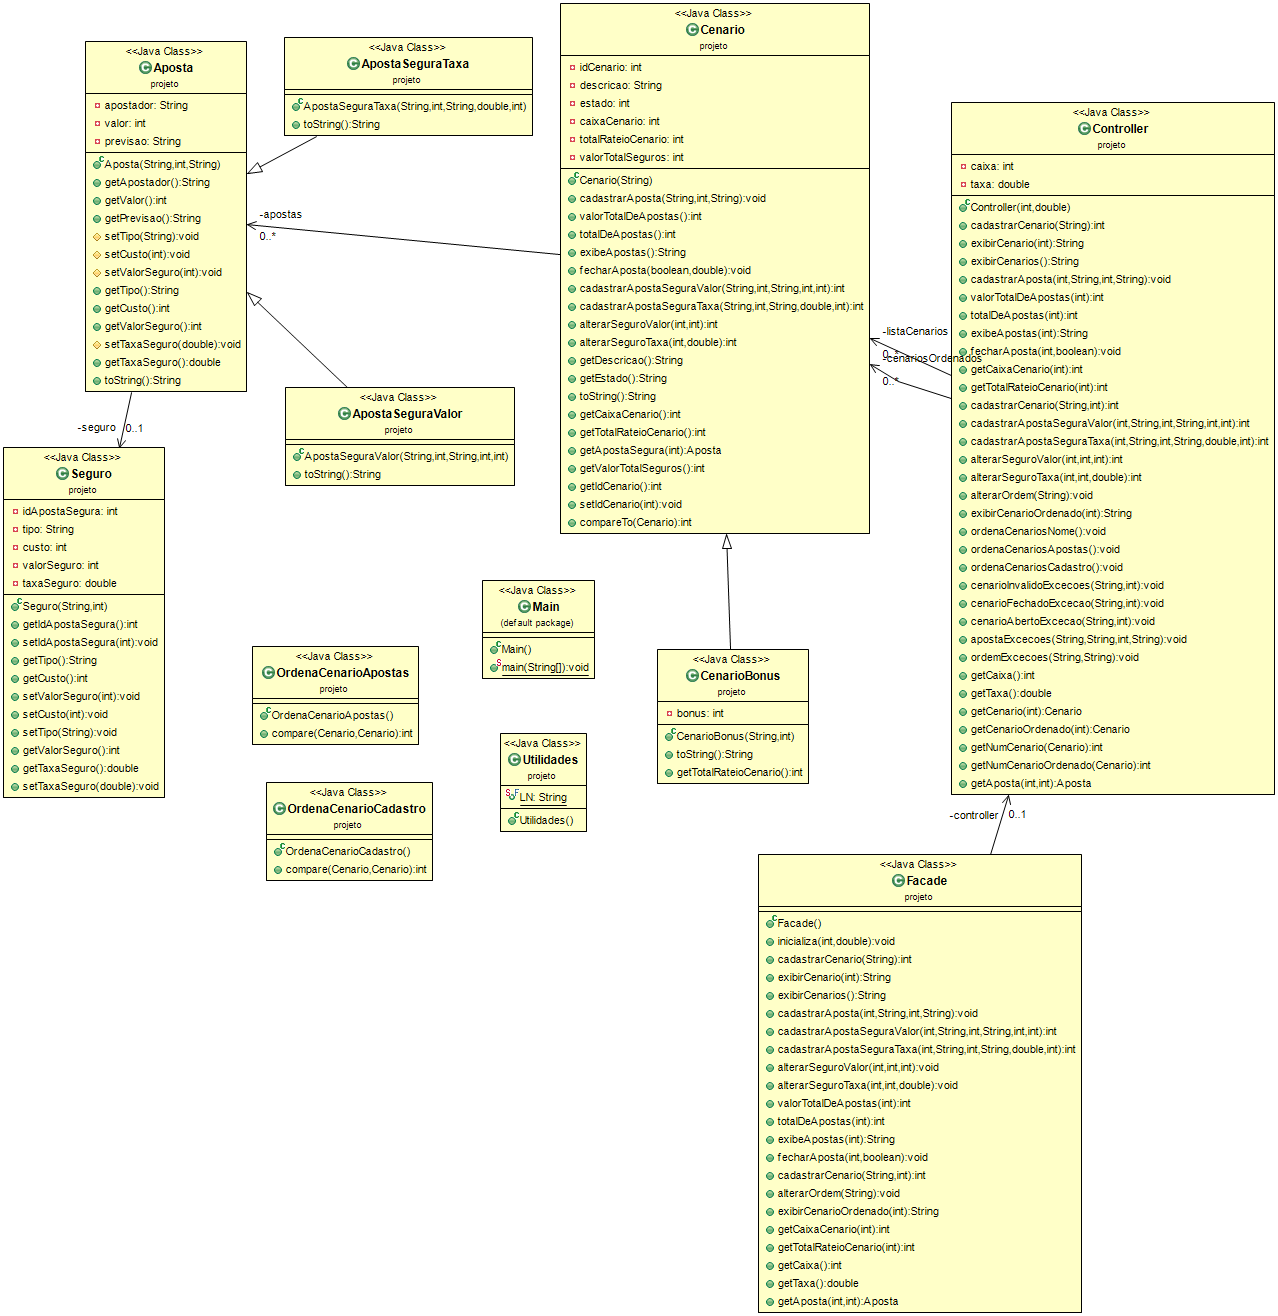 <<Java Class>>
Aposta
projeto
apostador: String
valor: int
previsao: String
Aposta(String,int,String)
getApostador():String
getValor():int
getPrevisao():String
setTipo(String):void
setCusto(int):void
setValorSeguro(int):void
getTipo():String
getCusto():int
getValorSeguro():int
setTaxaSeguro(double):void
getTaxaSeguro():double
toString():String
<<Java Class>>
ApostaSeguraTaxa
projeto
ApostaSeguraTaxa(String,int,String,double,int)
toString():String
<<Java Class>>
Cenario
projeto
idCenario: int
descricao: String
estado: int
caixaCenario: int
totalRateioCenario: int
valorTotalSeguros: int
Cenario(String)
cadastrarAposta(String,int,String):void
valorTotalDeApostas():int
totalDeApostas():int
exibeApostas():String
fecharAposta(boolean,double):void
cadastrarApostaSeguraValor(String,int,String,int,int):int
cadastrarApostaSeguraTaxa(String,int,String,double,int):int
alterarSeguroValor(int,int):int
alterarSeguroTaxa(int,double):int
getDescricao():String
getEstado():String
toString():String
getCaixaCenario():int
getTotalRateioCenario():int
getApostaSegura(int):Aposta
getValorTotalSeguros():int
getIdCenario():int
setIdCenario(int):void
compareTo(Cenario):int
<<Java Class>>
Controller
projeto
caixa: int
taxa: double
Controller(int,double)
cadastrarCenario(String):int
exibirCenario(int):String
exibirCenarios():String
cadastrarAposta(int,String,int,String):void
valorTotalDeApostas(int):int
totalDeApostas(int):int
exibeApostas(int):String
fecharAposta(int,boolean):void
getCaixaCenario(int):int
getTotalRateioCenario(int):int
cadastrarCenario(String,int):int
cadastrarApostaSeguraValor(int,String,int,String,int,int):int
cadastrarApostaSeguraTaxa(int,String,int,String,double,int):int
alterarSeguroValor(int,int,int):int
alterarSeguroTaxa(int,int,double):int
alterarOrdem(String):void
exibirCenarioOrdenado(int):String
ordenaCenariosNome():void
ordenaCenariosApostas():void
ordenaCenariosCadastro():void
cenarioInvalidoExcecoes(String,int):void
cenarioFechadoExcecao(String,int):void
cenarioAbertoExcecao(String,int):void
apostaExcecoes(String,String,int,String):void
ordemExcecoes(String,String):void
getCaixa():int
getTaxa():double
getCenario(int):Cenario
getCenarioOrdenado(int):Cenario
getNumCenario(Cenario):int
getNumCenarioOrdenado(Cenario):int
getAposta(int,int):Aposta
-apostas
0..*
-listaCenarios
0..*
-cenariosOrdenados
0..*
<<Java Class>>
ApostaSeguraValor
projeto
ApostaSeguraValor(String,int,String,int,int)
toString():String
-seguro
0..1
<<Java Class>>
Seguro
projeto
idApostaSegura: int
tipo: String
custo: int
valorSeguro: int
taxaSeguro: double
Seguro(String,int)
getIdApostaSegura():int
setIdApostaSegura(int):void
getTipo():String
getCusto():int
setValorSeguro(int):void
setCusto(int):void
setTipo(String):void
getValorSeguro():int
getTaxaSeguro():double
setTaxaSeguro(double):void
<<Java Class>>
Main
(default package)
Main()
main(String[]):void
<<Java Class>>
OrdenaCenarioApostas
projeto
OrdenaCenarioApostas()
compare(Cenario,Cenario):int
<<Java Class>>
CenarioBonus
projeto
bonus: int
CenarioBonus(String,int)
toString():String
getTotalRateioCenario():int
<<Java Class>>
Utilidades
projeto
LN: String
Utilidades()
<<Java Class>>
OrdenaCenarioCadastro
projeto
OrdenaCenarioCadastro()
compare(Cenario,Cenario):int
-controller
0..1
<<Java Class>>
Facade
projeto
Facade()
inicializa(int,double):void
cadastrarCenario(String):int
exibirCenario(int):String
exibirCenarios():String
cadastrarAposta(int,String,int,String):void
cadastrarApostaSeguraValor(int,String,int,String,int,int):int
cadastrarApostaSeguraTaxa(int,String,int,String,double,int):int
alterarSeguroValor(int,int,int):void
alterarSeguroTaxa(int,int,double):void
valorTotalDeApostas(int):int
totalDeApostas(int):int
exibeApostas(int):String
fecharAposta(int,boolean):void
cadastrarCenario(String,int):int
alterarOrdem(String):void
exibirCenarioOrdenado(int):String
getCaixaCenario(int):int
getTotalRateioCenario(int):int
getCaixa():int
getTaxa():double
getAposta(int,int):Aposta